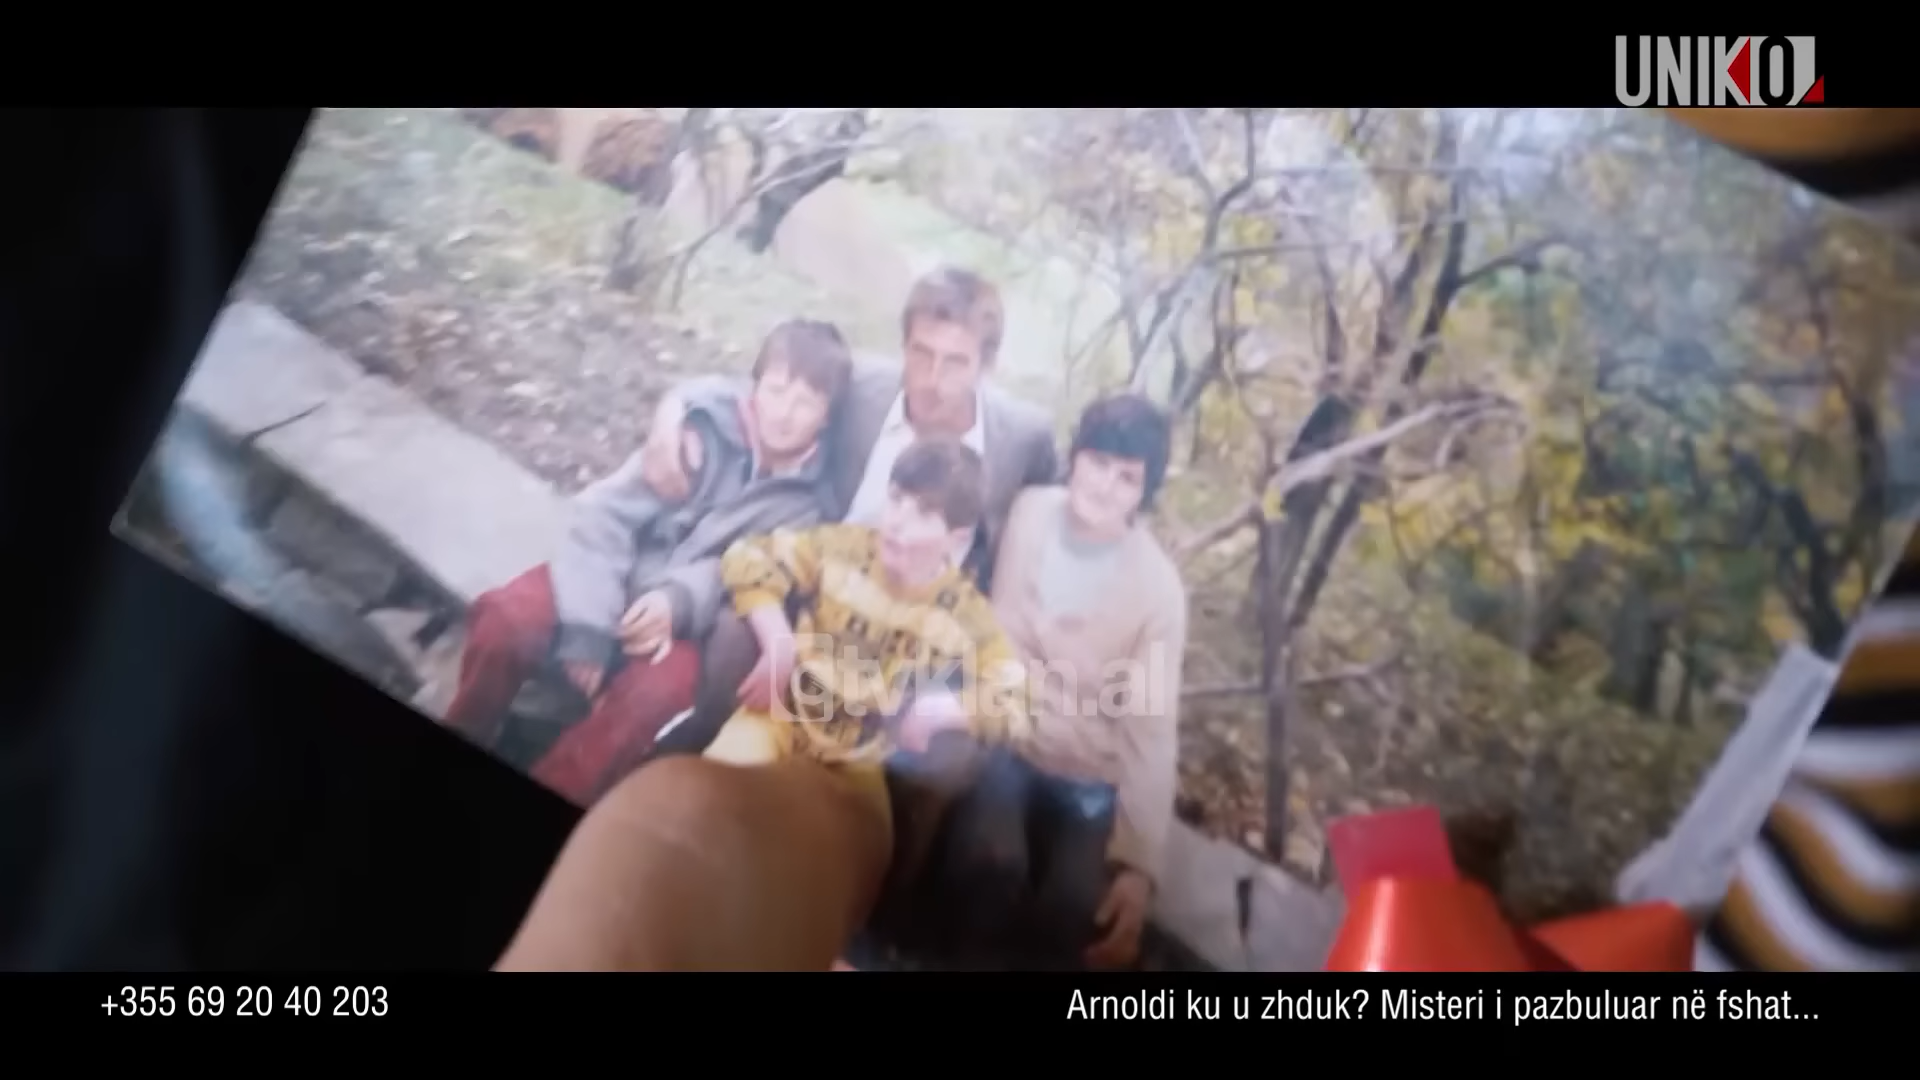 UNIKO
tvklan.al
+355 69 20 40 203
Arnoldi ku u zhduk? Misteri i pazbuluar në fshat...